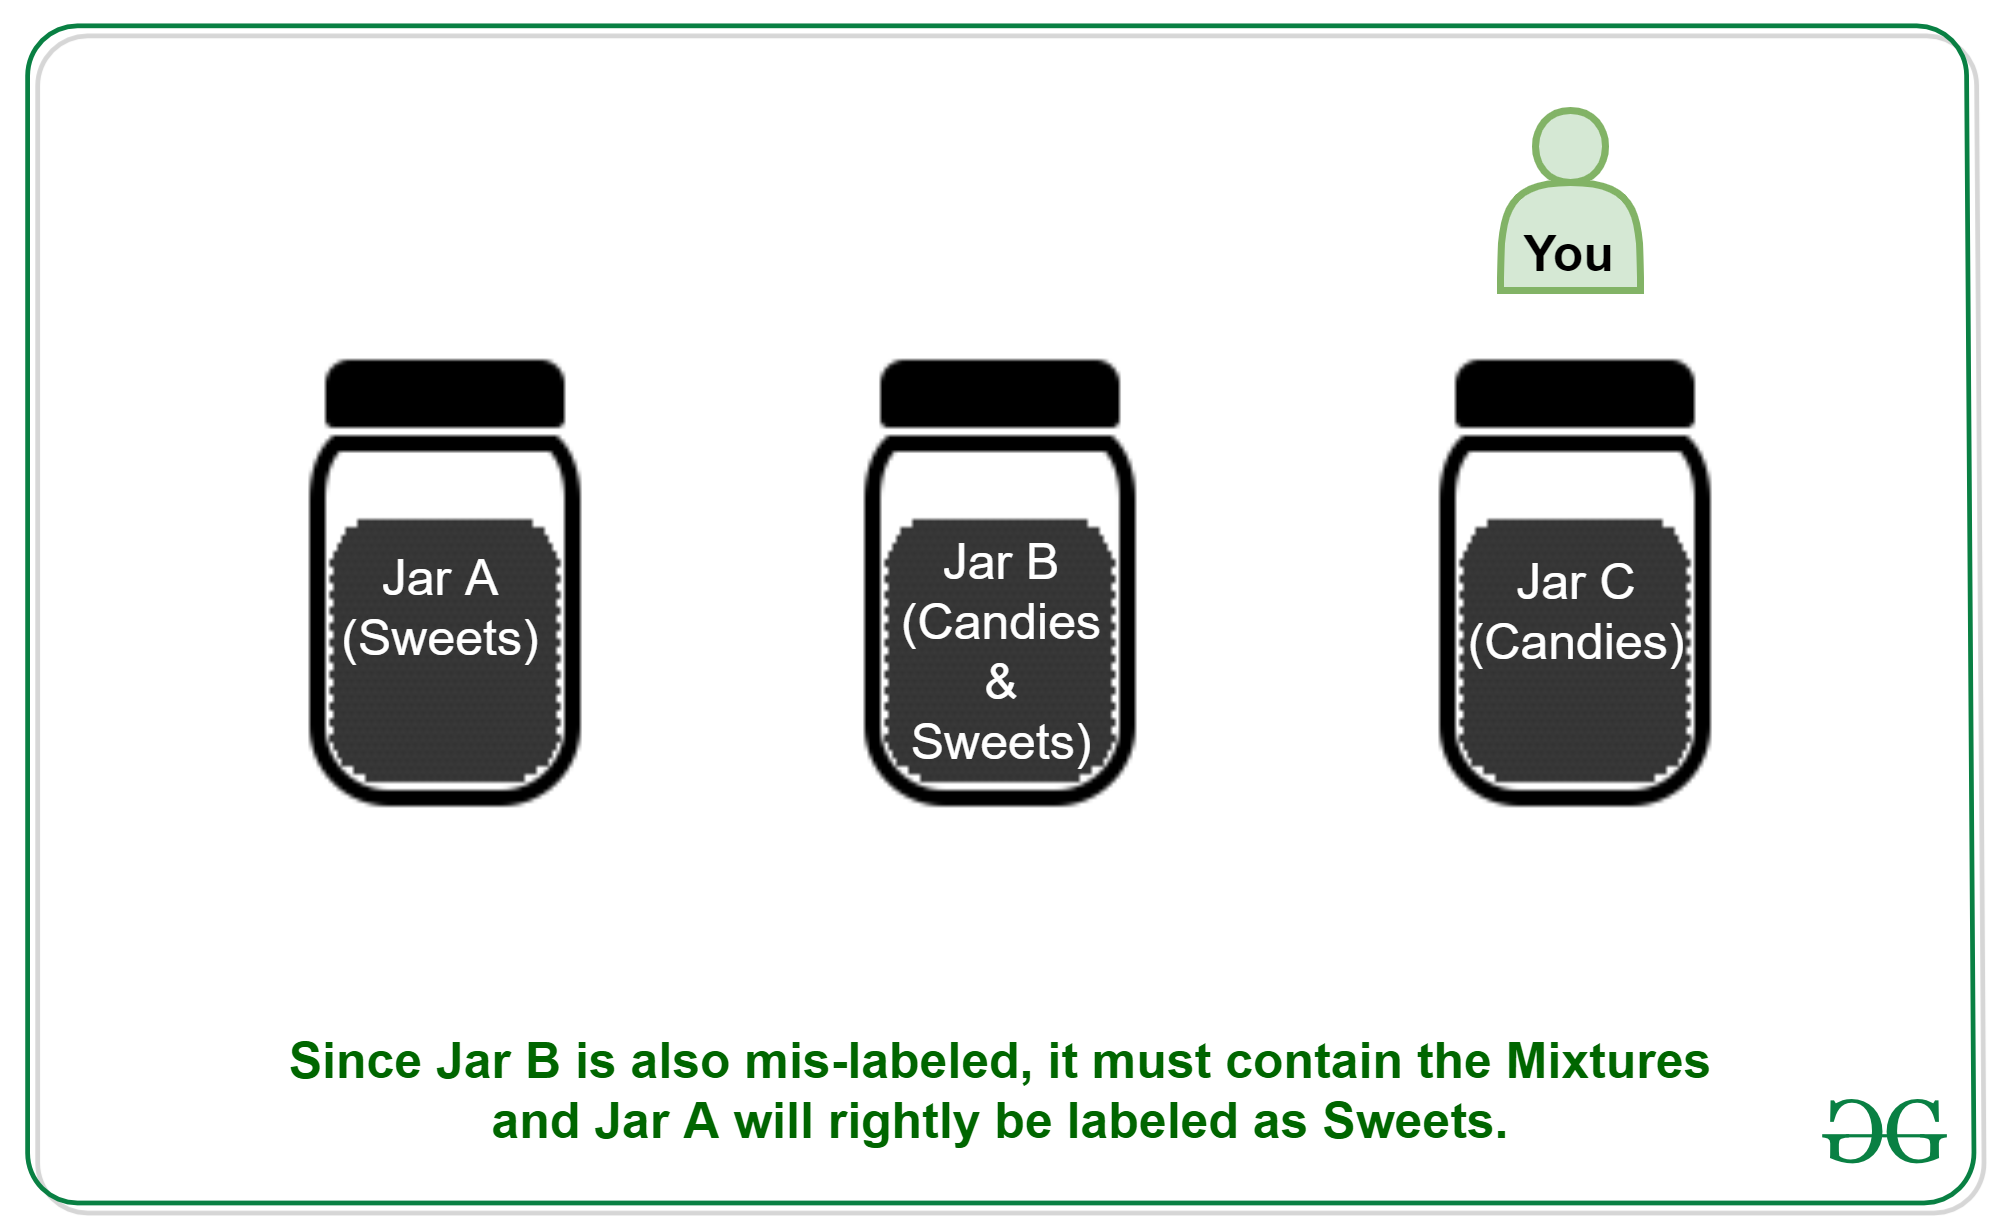 You
Jar A
(Sweets)
Jar B
(Candies
&
Sweets)
Jar C
(Candies)
Since Jar B is also mis-labeled, it must contain the Mixtures
and Jar A will rightly be labeled as Sweets.